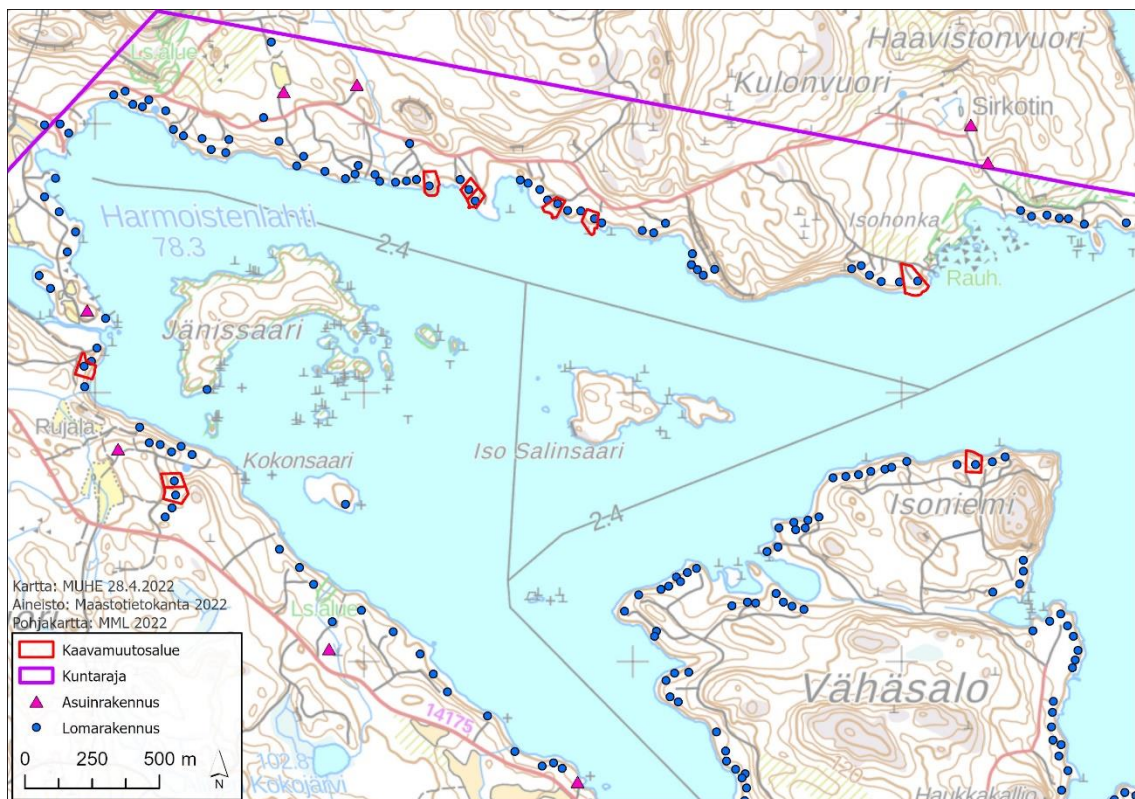 Ls.alue
Haavistonvuori
Kulonvuori
Sirkötin
Harmoistenlahti
78.3
2.4
Isohonka
Rauh.
Jänissaari
Rujala
Kokonsaari
Iso Salinsaari
2.4
Isoniemi
Ls.alue
Vähäsalo
14175
102.8
Kokojärvi
120
Haukkakallio
Kartta: MUHE 28.4.2022
Aineisto: Maastotietokanta 2022
Pohjakartta: MML 2022
Kaavamuutosalue
Kuntaraja
Asuinrakennus
Lomarakennus
0 250 500 m
N